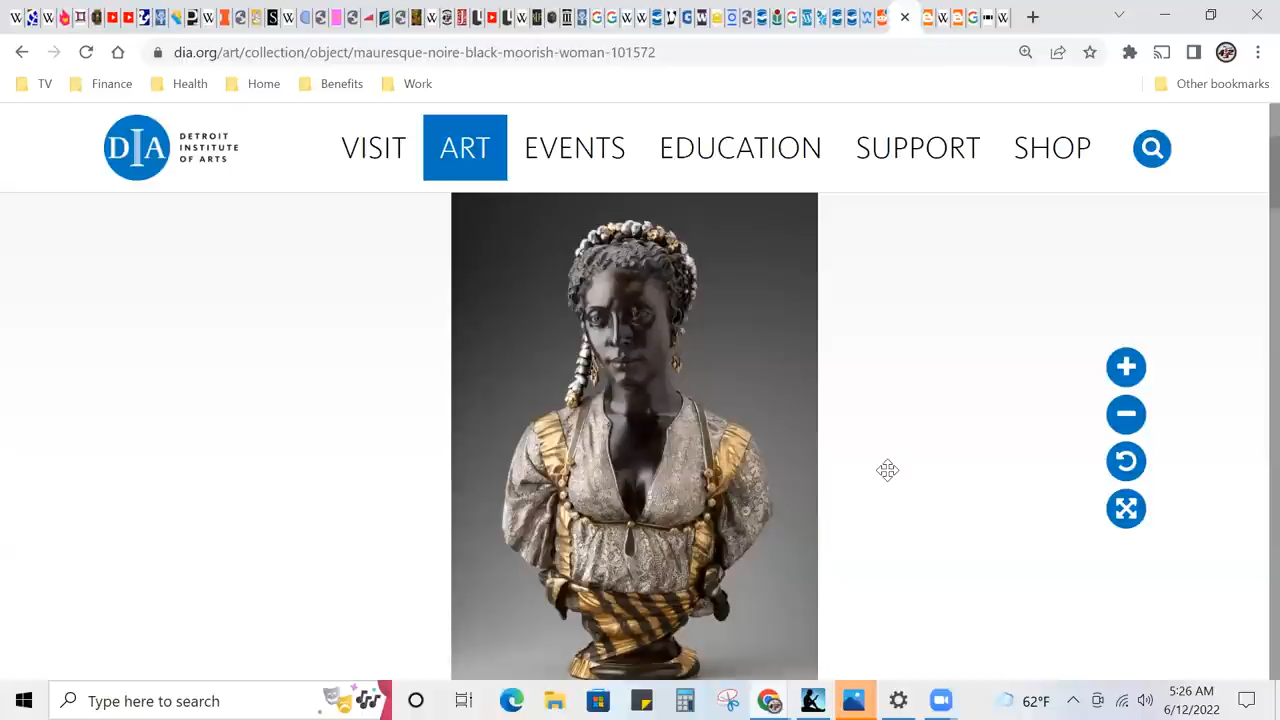 dia.org/art/collection/object/mauresque-noire-black-moorish-woman-101572
TV Finance Health Home Benefits Work Other bookmarks
DIA DETROIT
INSTITUTE
OF ARTS
VISIT ART EVENTS EDUCATION SUPPORT SHOP
Type here to search
62°F
5:26 AM
6/12/2022